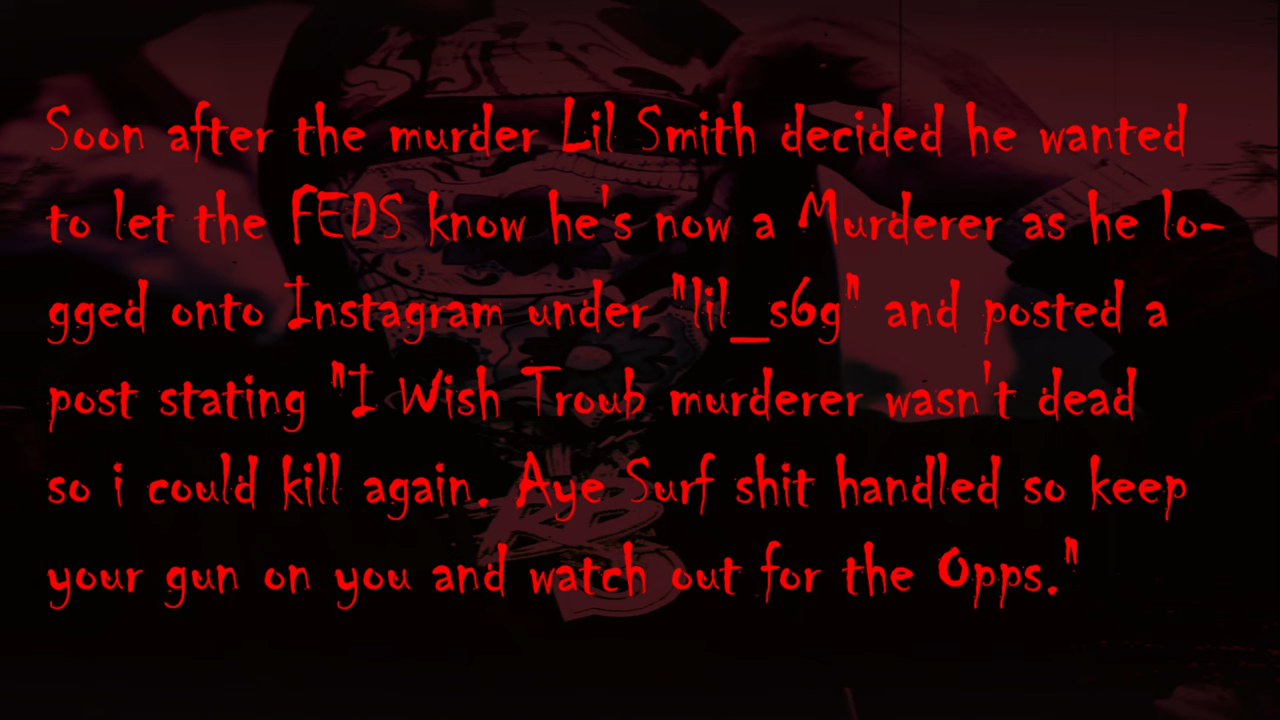 Soon after the murder Lil Smith decided he wanted
to let the FEDS know he's now a Murderer as he lo-
gged onto Instagram under "lil_s6g" and posted a
post stating "I Wish Troub murderer wasn't dead
so i could kill again. Aye Surf shit handled so keep
your gun on you and watch out for the Opps."